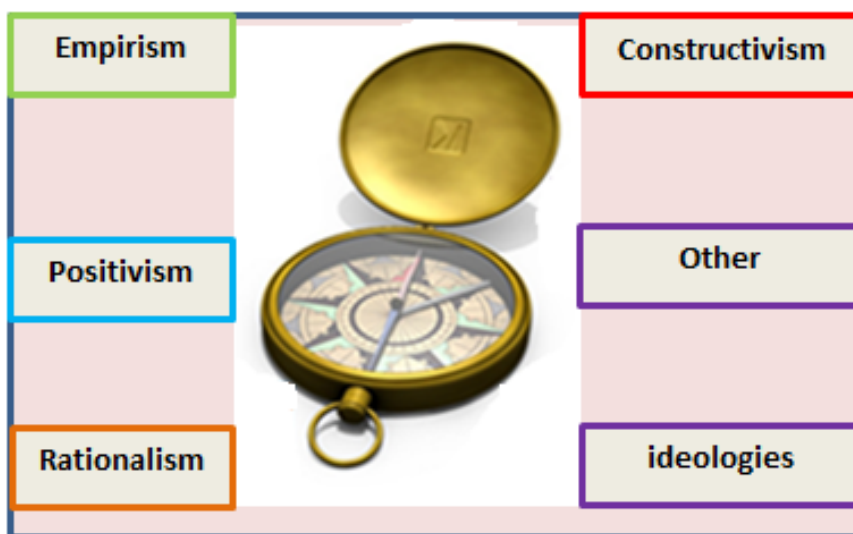 Empirism
Constructivism
Positivism
Other
Rationalism
ideologies